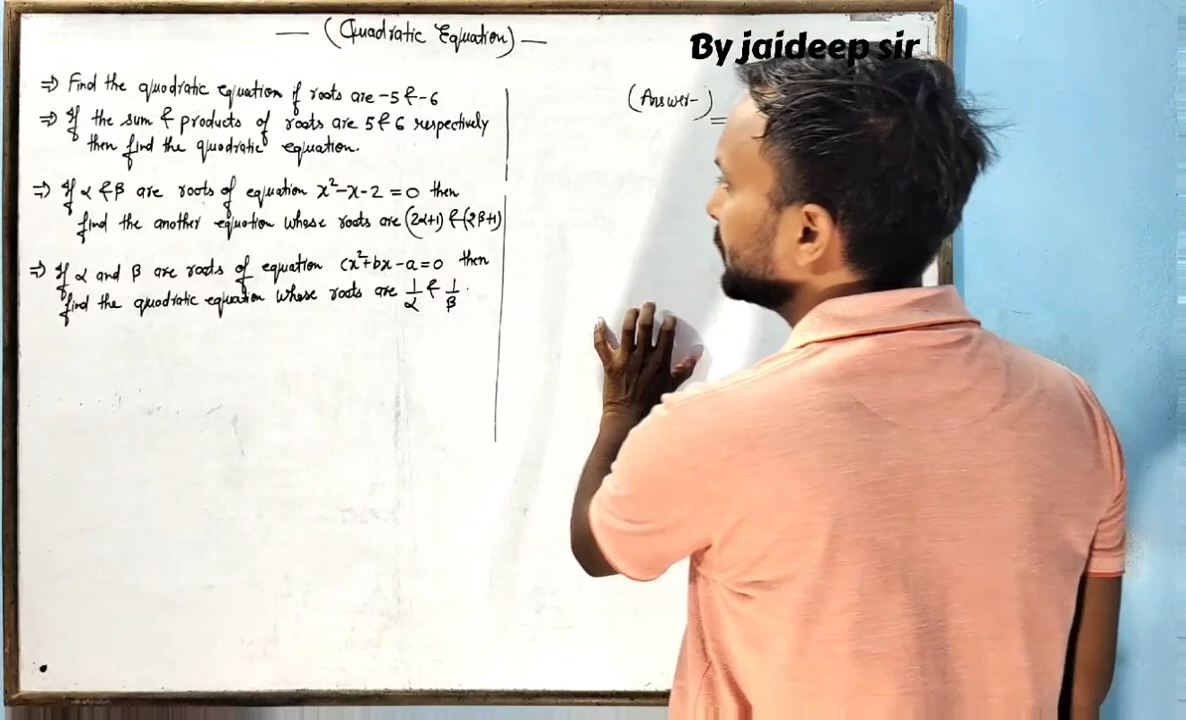 — (Quadratic Equation) —
By jaideep sir
⇒ Find the quadratic equation if roots are -5 & -6
⇒ If the sum & products of roots are 5 & 6 respectively
then find the quadratic equation.
⇒ If α & β are roots of equation x²-x-2 = 0 then
find the another equation whose roots are (2α+1) & (2β+1)
⇒ If α and β are roots of equation cx²+bx-a=0 then
find the quadratic equation whose roots are 1/α & 1/β.
(Answer-) =